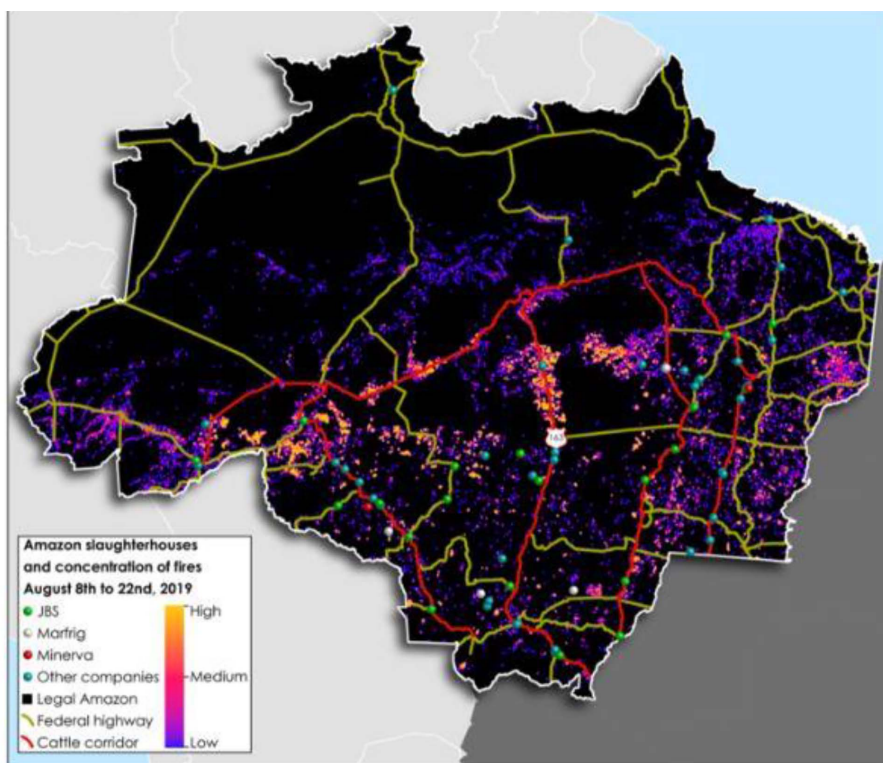 163
Amazon slaughterhouses
and concentration of fires
August 8th to 22nd, 2019
JBS
Marfrig
Minerva
Other companies
Legal Amazon
Federal highway
Cattle corridor
High
Medium
Low